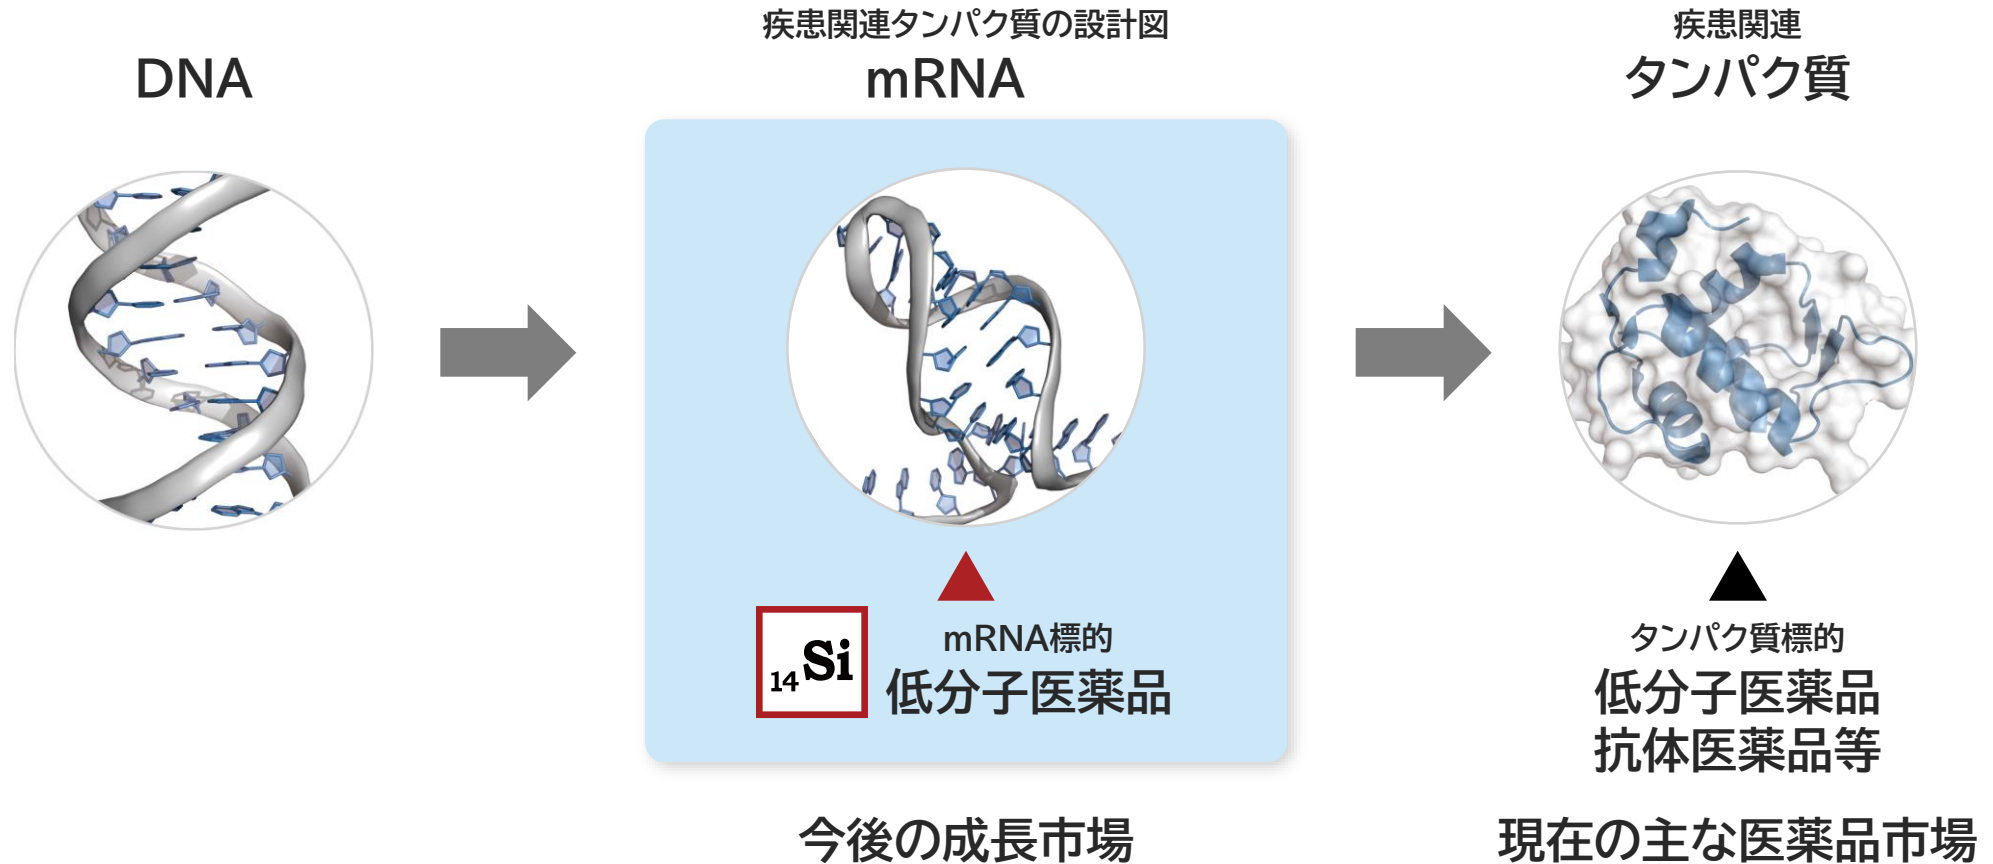 DNA
疾患関連タンパク質の設計図
mRNA
疾患関連
タンパク質
14Si
mRNA標的
低分子医薬品
タンパク質標的
低分子医薬品
抗体医薬品等
今後の成長市場
現在の主な医薬品市場